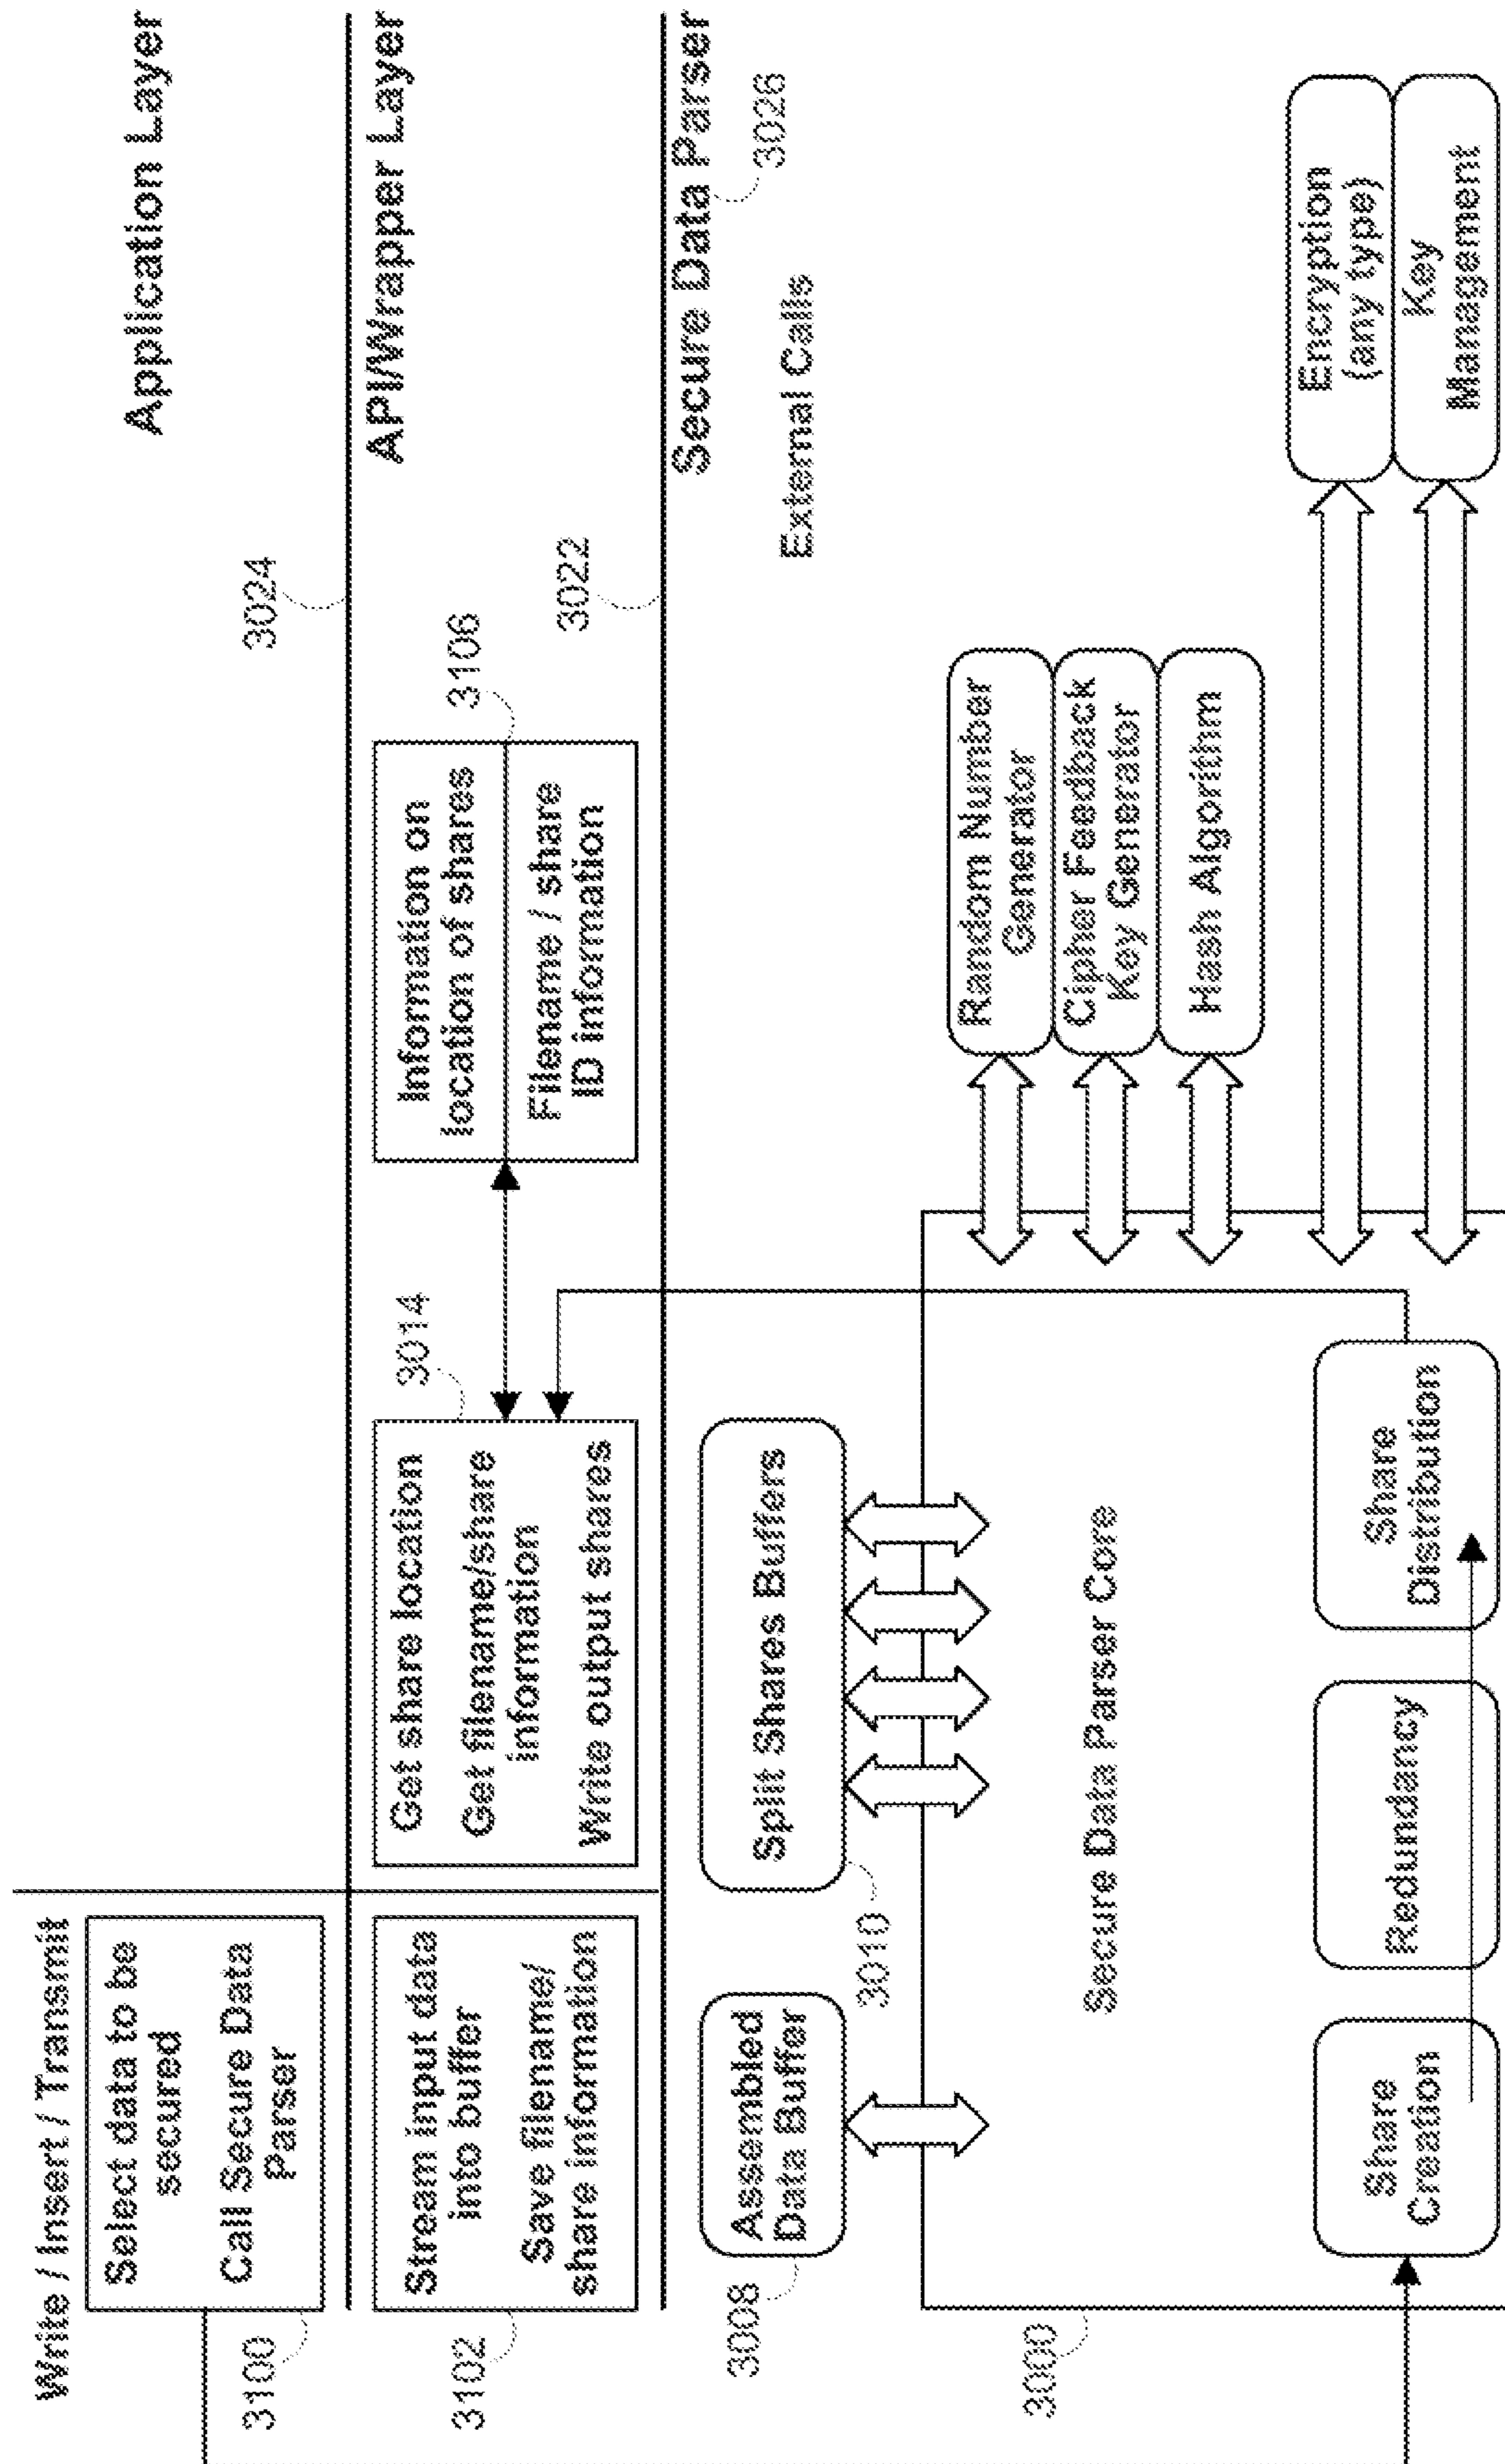 Write / Insert / Transmit
Application Layer
Select data to be
secured
Call Secure Data
Parser
3100
3024
API/Wrapper Layer
Stream input data
into buffer
Save filename/
share information
3102
Get share location
Get filename/share
information
Write output shares
3014
Information on
location of shares
Filename / share
ID information
3106
3022
Secure Data Parser
3026
External Calls
Assembled
Data Buffer
3008
Split Shares Buffers
3010
3000
Secure Data Parser Core
Random Number
Generator
Cipher Feedback
Key Generator
Hash Algorithm
Encryption
(any type)
Key
Management
Share
Creation
Redundancy
Share
Distribution